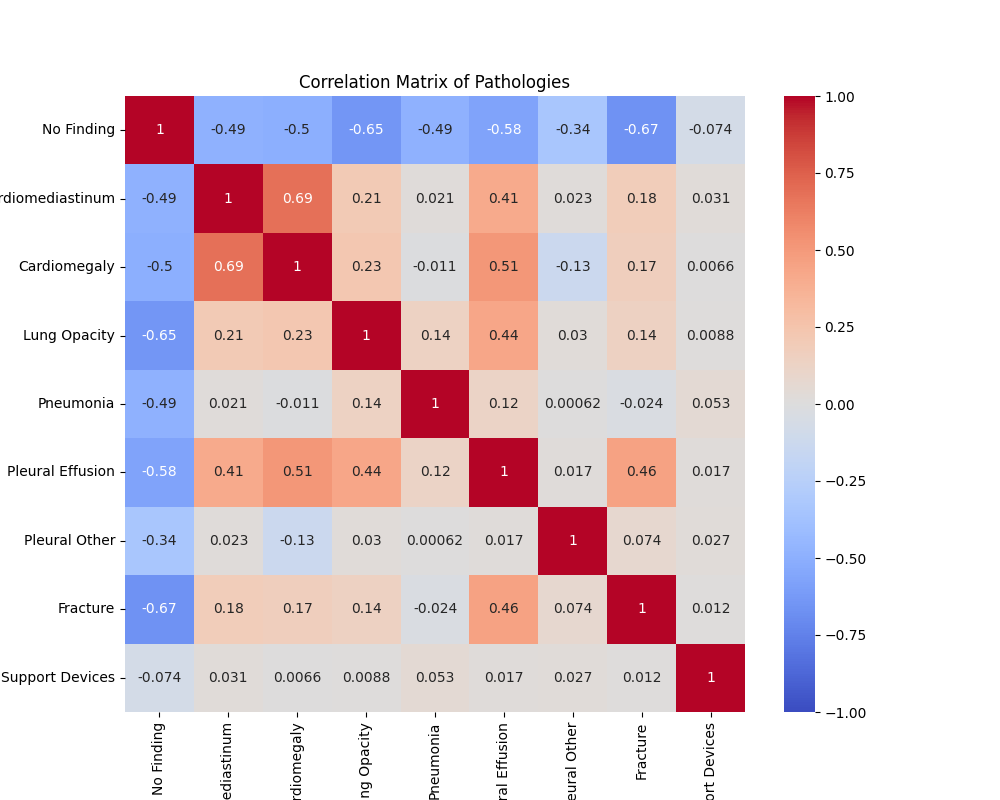 Correlation Matrix of Pathologies
No Finding 1 -0.49 -0.5 -0.65 -0.49 -0.58 -0.34 -0.67 -0.074
rdiomediastinum -0.49 1 0.69 0.21 0.021 0.41 0.023 0.18 0.031
Cardiomegaly -0.5 0.69 1 0.23 -0.011 0.51 -0.13 0.17 0.0066
Lung Opacity -0.65 0.21 0.23 1 0.14 0.44 0.03 0.14 0.0088
Pneumonia -0.49 0.021 -0.011 0.14 1 0.12 0.00062 -0.024 0.053
Pleural Effusion -0.58 0.41 0.51 0.44 0.12 1 0.017 0.46 0.017
Pleural Other -0.34 0.023 -0.13 0.03 0.00062 0.017 1 0.074 0.027
Fracture -0.67 0.18 0.17 0.14 -0.024 0.46 0.074 1 0.012
Support Devices -0.074 0.031 0.0066 0.0088 0.053 0.017 0.027 0.012 1
No Finding
ediastinum
rdiomegaly
ng Opacity
Pneumonia
ral Effusion
eural Other
Fracture
ort Devices
1.00
0.75
0.50
0.25
0.00
−0.25
−0.50
−0.75
−1.00